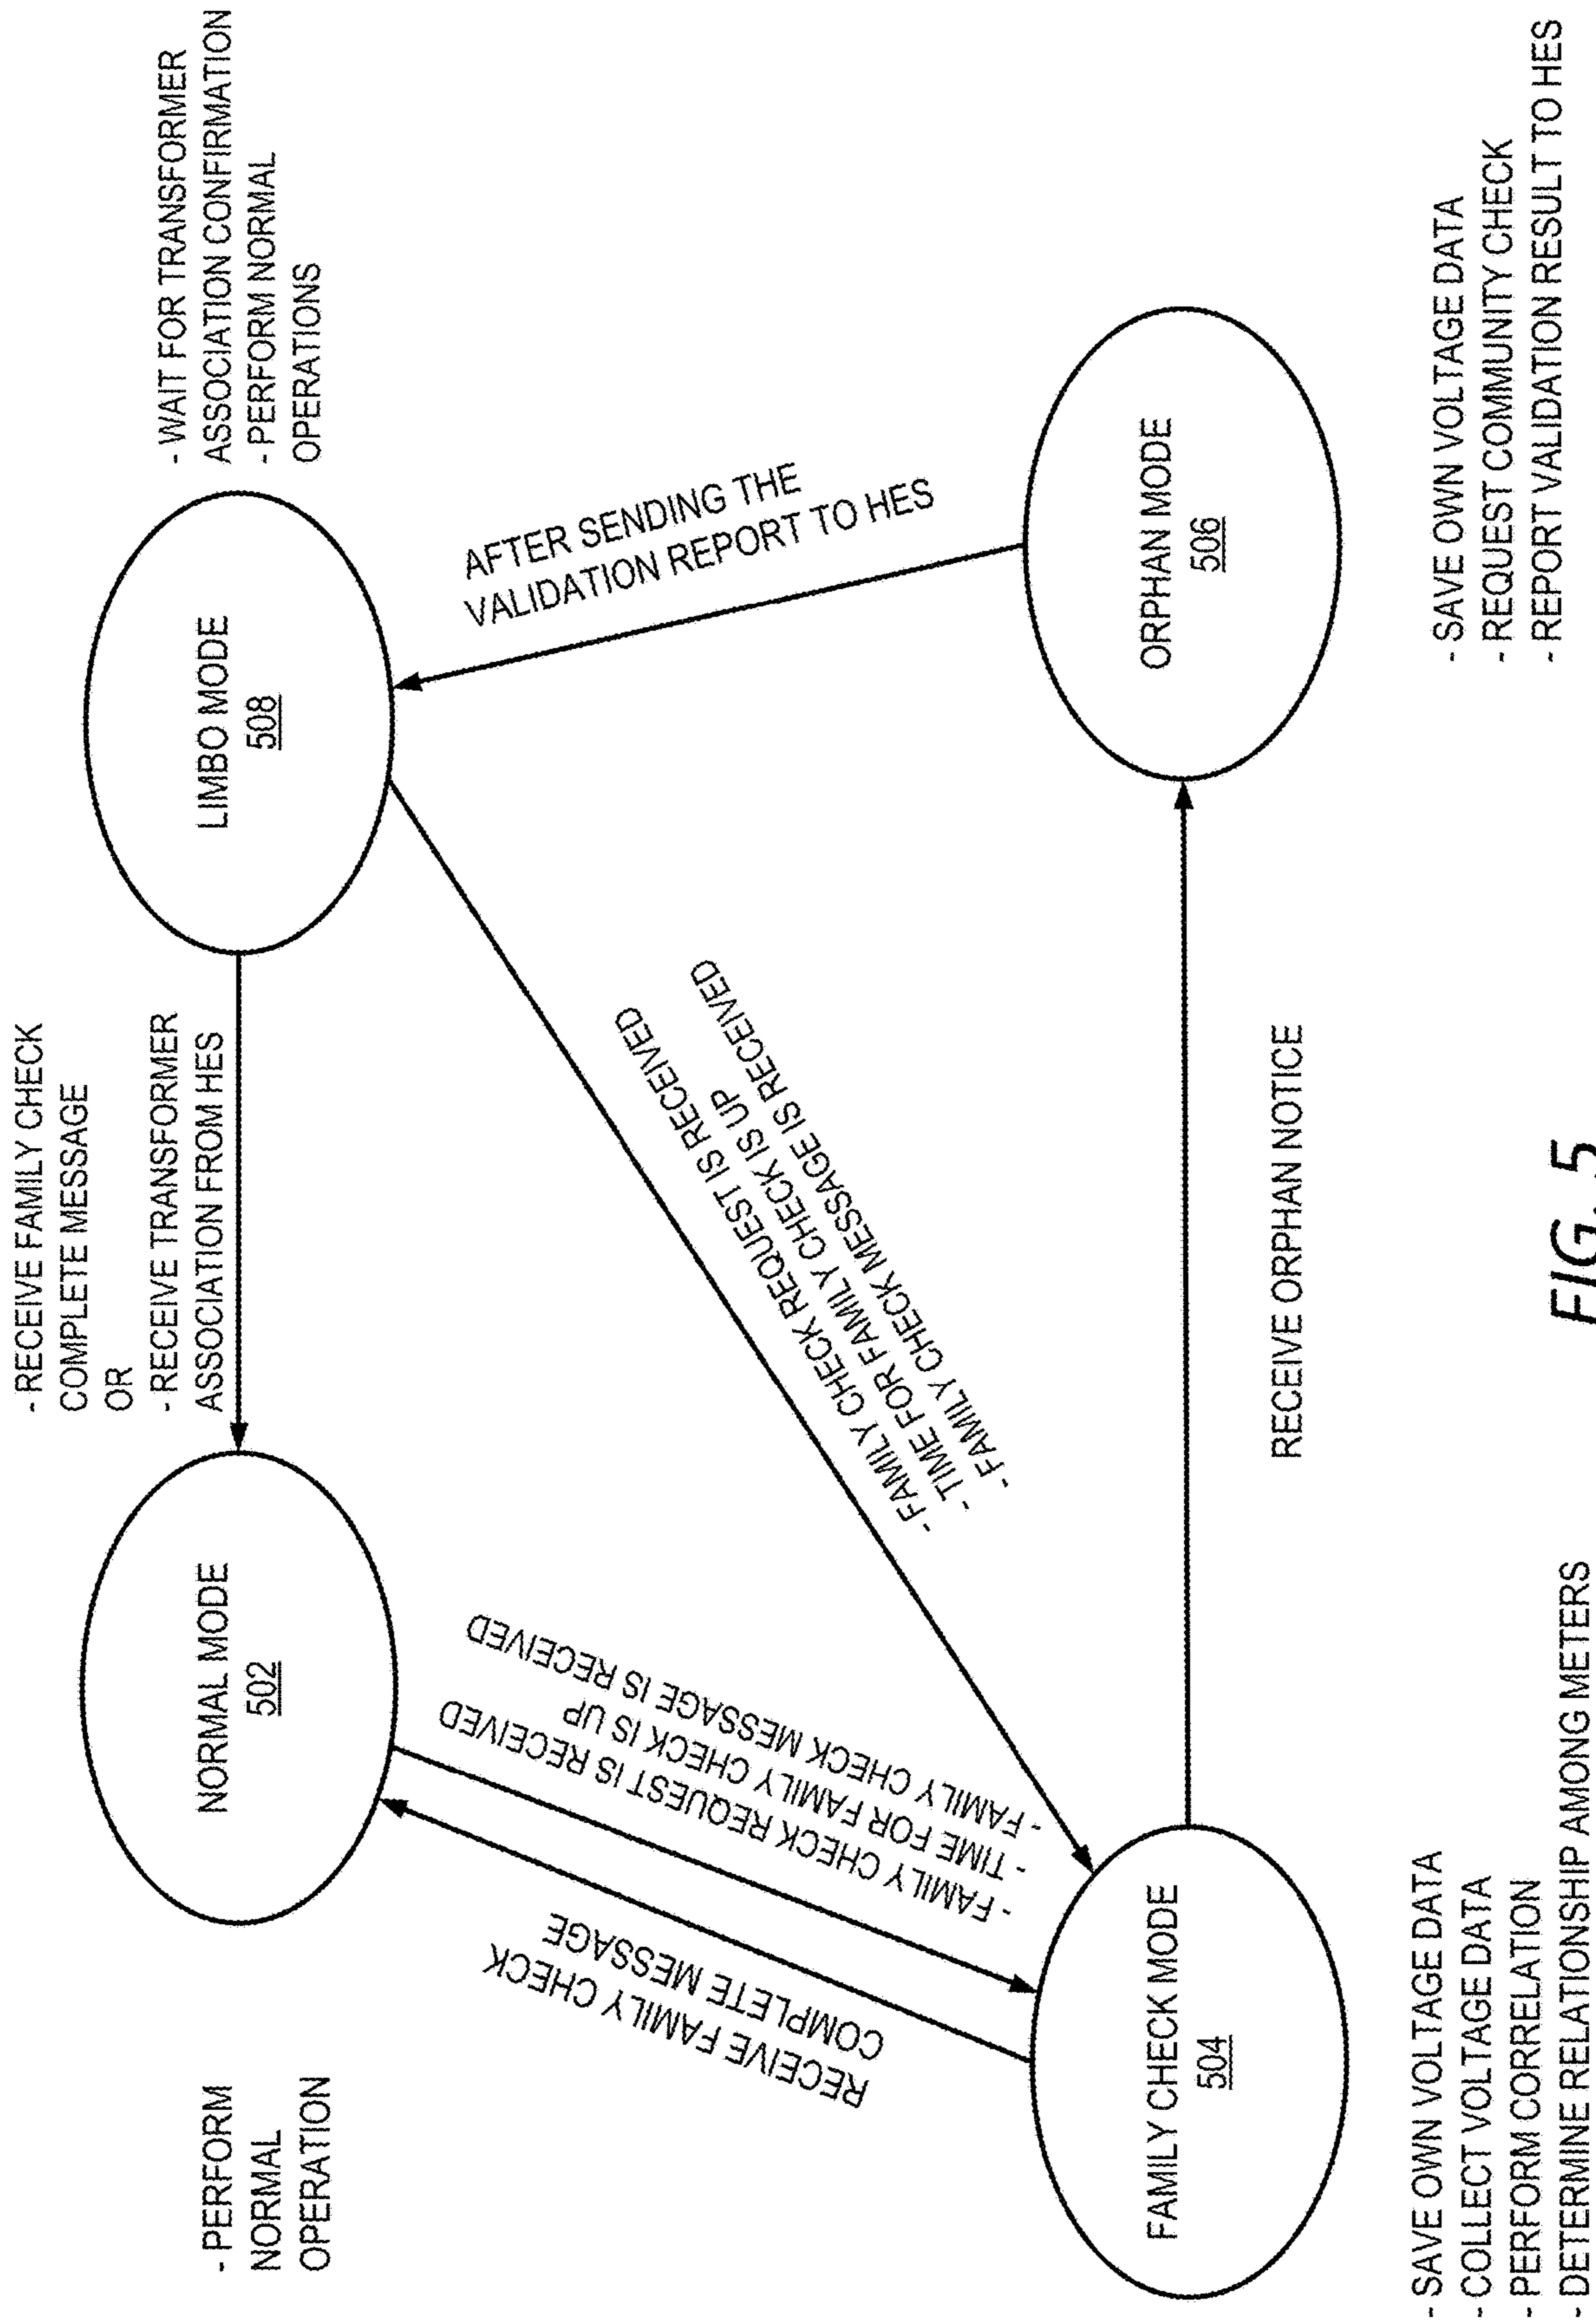 - RECEIVE FAMILY CHECK
COMPLETE MESSAGE
OR
- RECEIVE TRANSFORMER
ASSOCIATION FROM HES
- PERFORM
NORMAL
OPERATION
NORMAL MODE
502
LIMBO MODE
508
- WAIT FOR TRANSFORMER
ASSOCIATION CONFIRMATION
- PERFORM NORMAL
OPERATIONS
RECEIVE FAMILY CHECK
COMPLETE MESSAGE
- FAMILY CHECK REQUEST IS RECEIVED
- TIME FOR FAMILY CHECK IS UP
- FAMILY CHECK MESSAGE IS RECEIVED
- FAMILY CHECK REQUEST IS RECEIVED
- TIME FOR FAMILY CHECK IS UP
- FAMILY CHECK MESSAGE IS RECEIVED
AFTER SENDING THE
VALIDATION REPORT TO HES
FAMILY CHECK MODE
504
ORPHAN MODE
506
RECEIVE ORPHAN NOTICE
- SAVE OWN VOLTAGE DATA
- COLLECT VOLTAGE DATA
- PERFORM CORRELATION
- DETERMINE RELATIONSHIP AMONG METERS
- SAVE OWN VOLTAGE DATA
- REQUEST COMMUNITY CHECK
- REPORT VALIDATION RESULT TO HES
FIG. 5